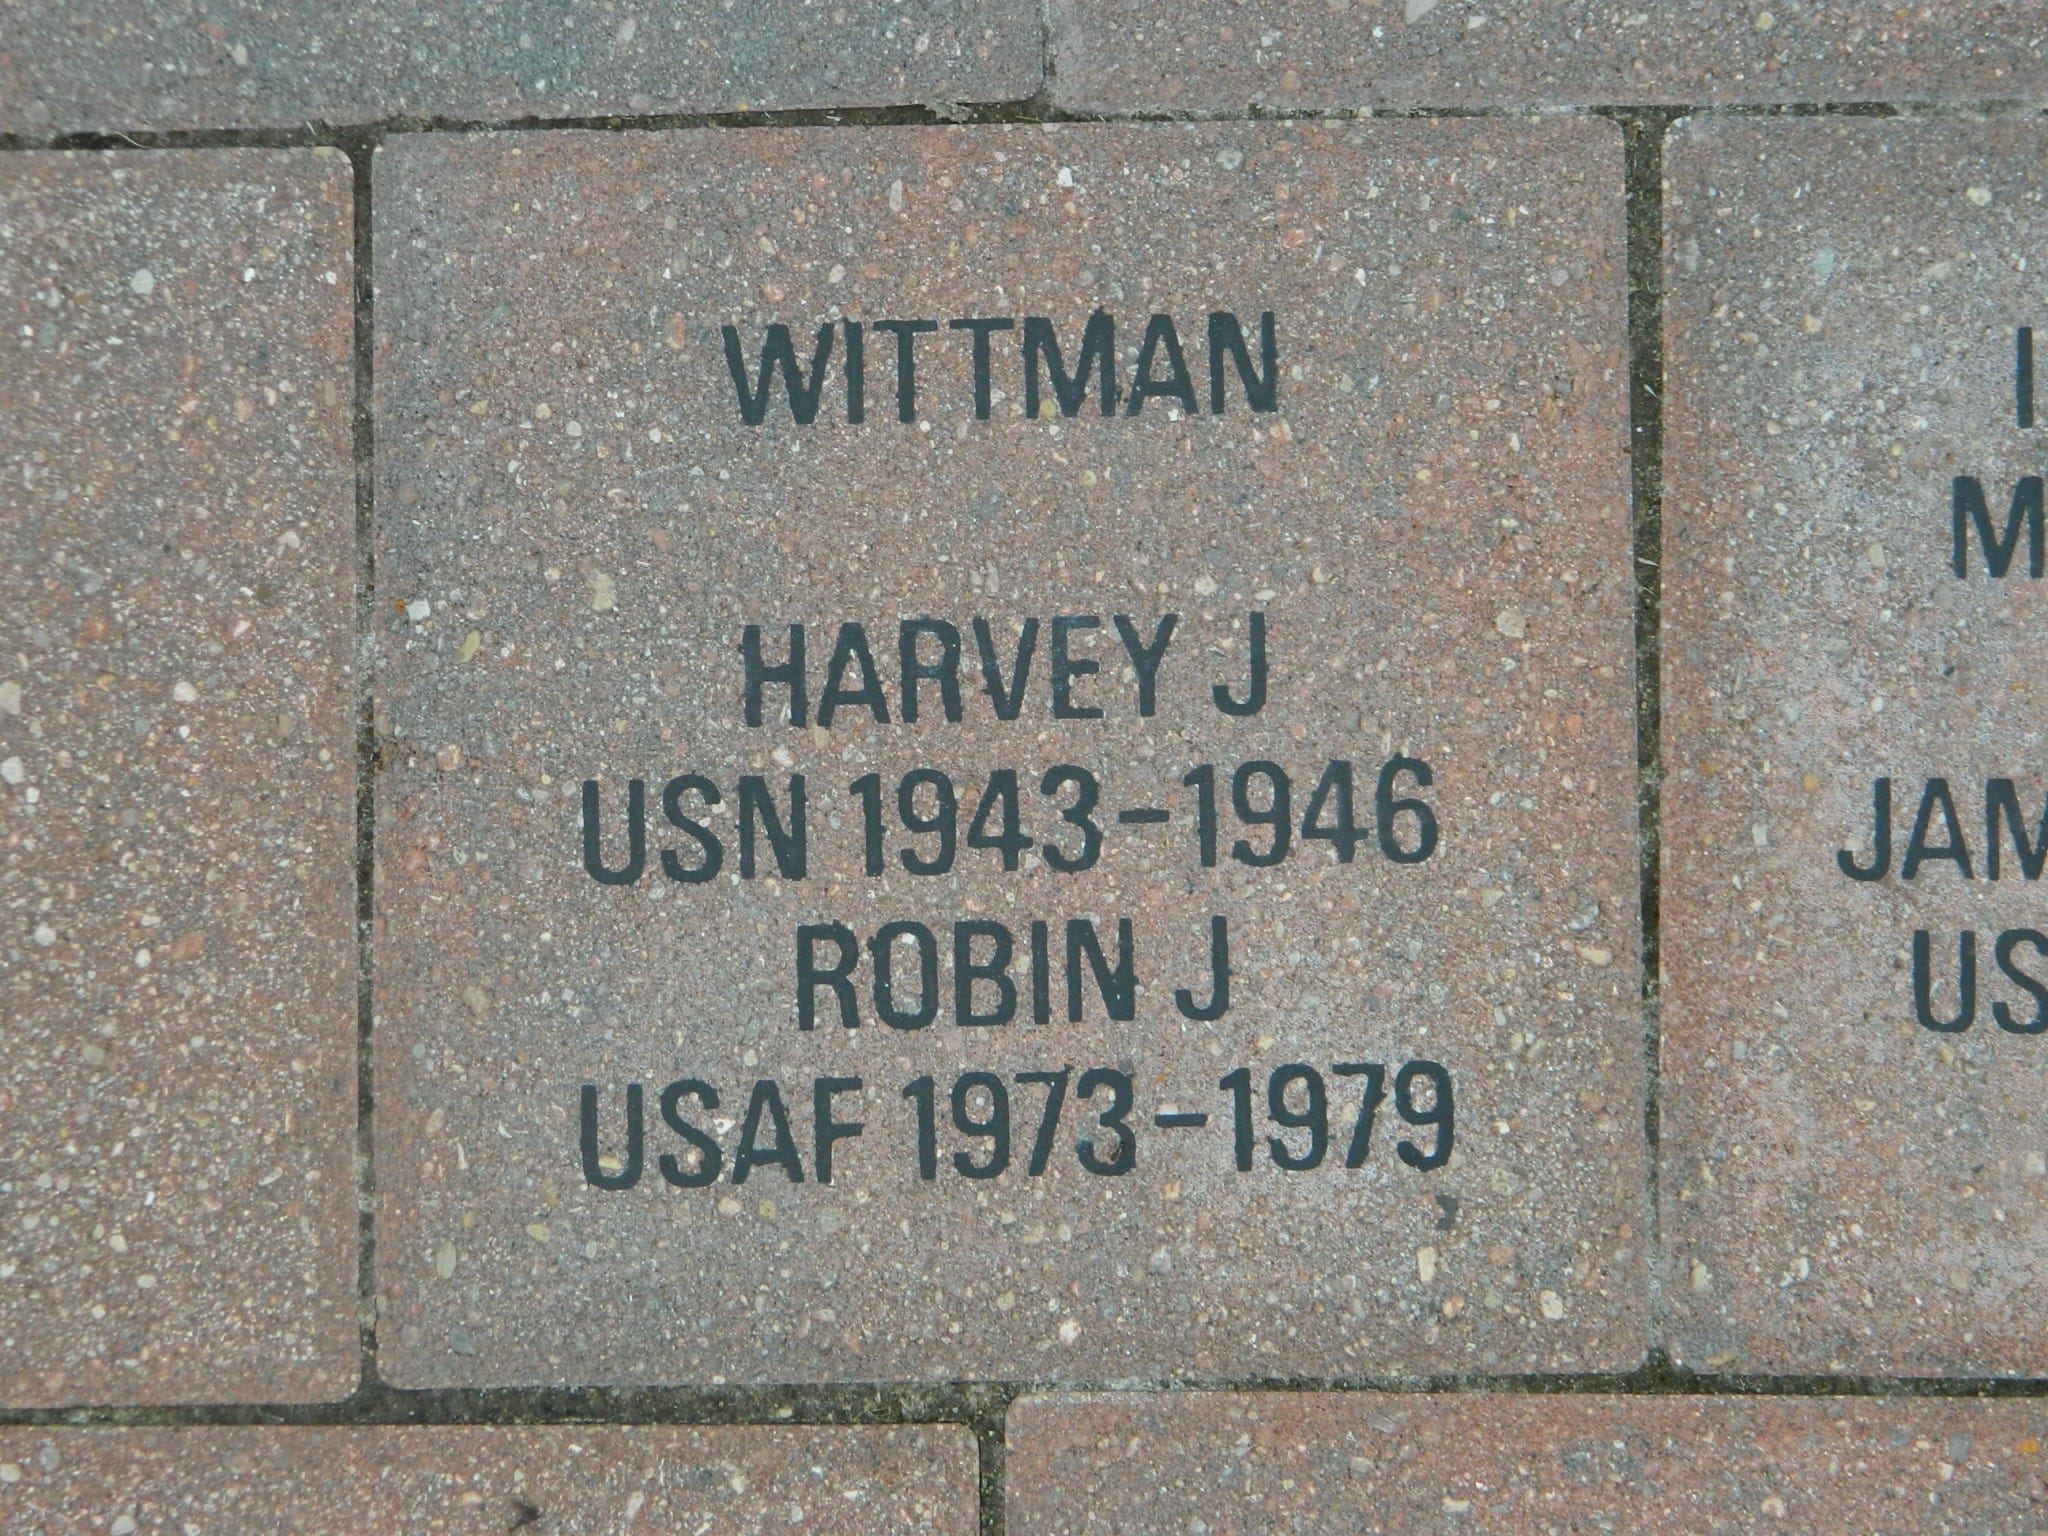 WITTMAN
HARVEY J
USN 1943-1946
ROBIN J
USAF 1973-1979